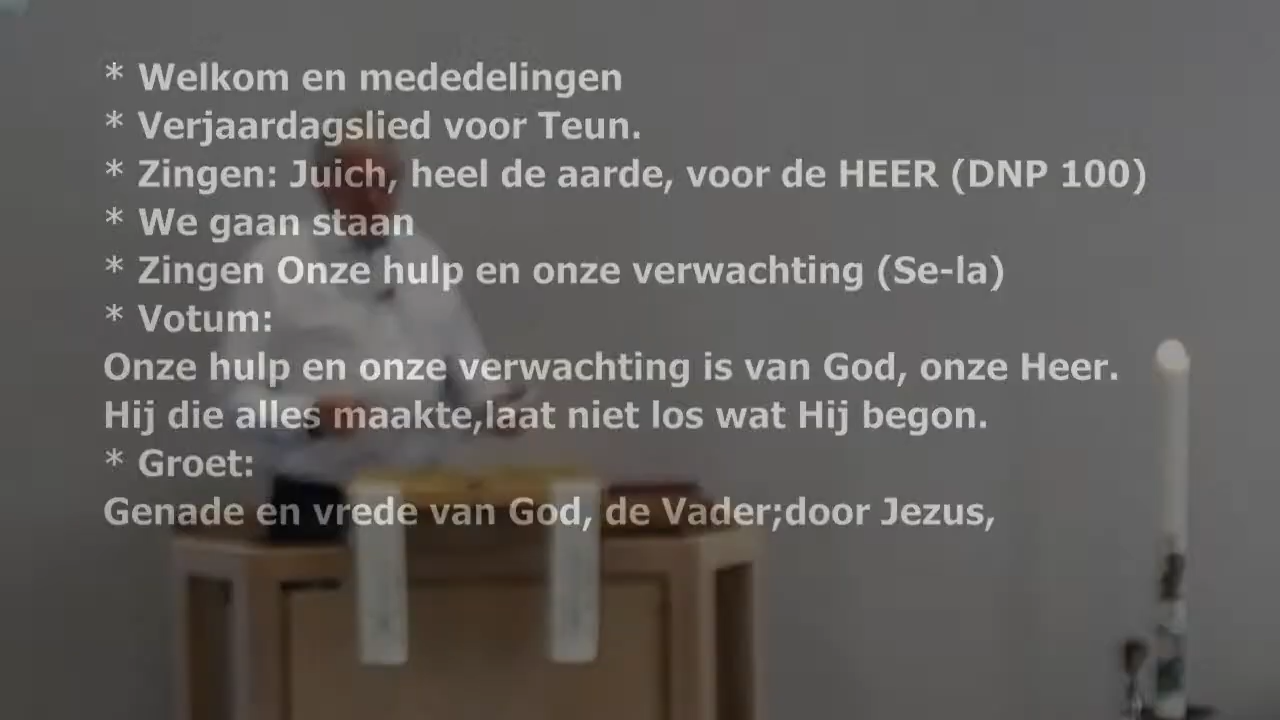 * Welkom en mededelingen
* Verjaardagslied voor Teun.
* Zingen: Juich, heel de aarde, voor de HEER (DNP 100)
* We gaan staan
* Zingen Onze hulp en onze verwachting (Se-la)
* Votum:
Onze hulp en onze verwachting is van God, onze Heer.
Hij die alles maakte,laat niet los wat Hij begon.
* Groet:
Genade en vrede van God, de Vader;door Jezus,